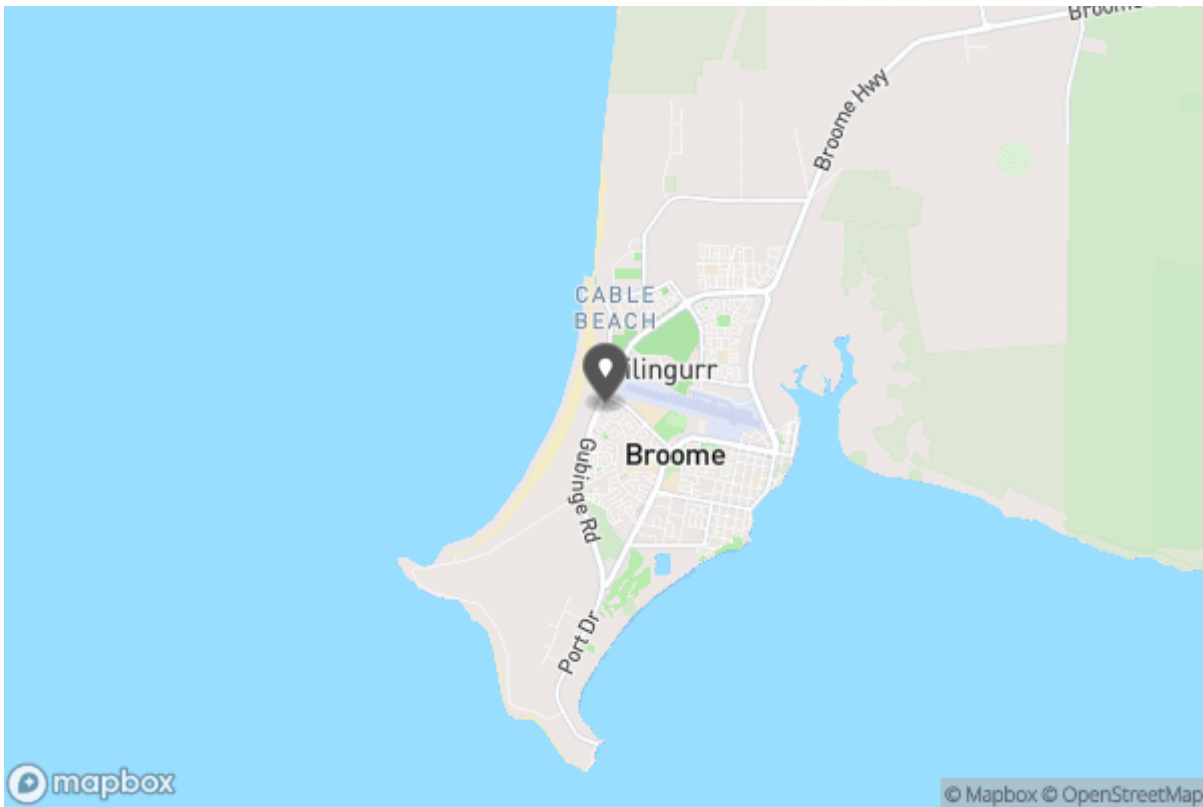 Broome
Broome Hwy
CABLE
BEACH
ilingurr
Broome
Gubinge Rd
Port Dr
mapbox
© Mapbox © OpenStreetMap